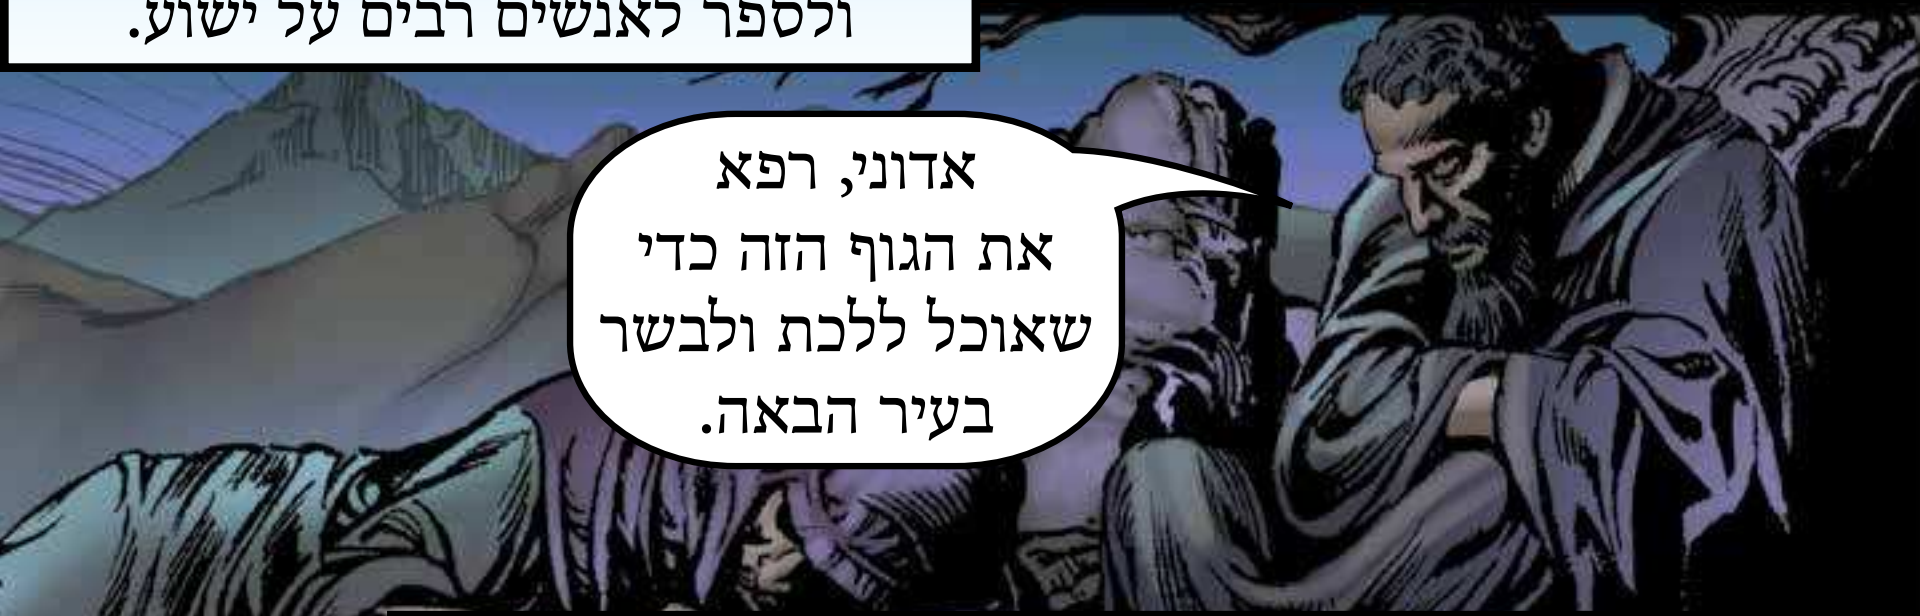 ולספר לאנשים רבים על ישוע.
אדוני, רפא
את הגוף הזה כדי
שאוכל ללכת ולבשר
בעיר הבאה.